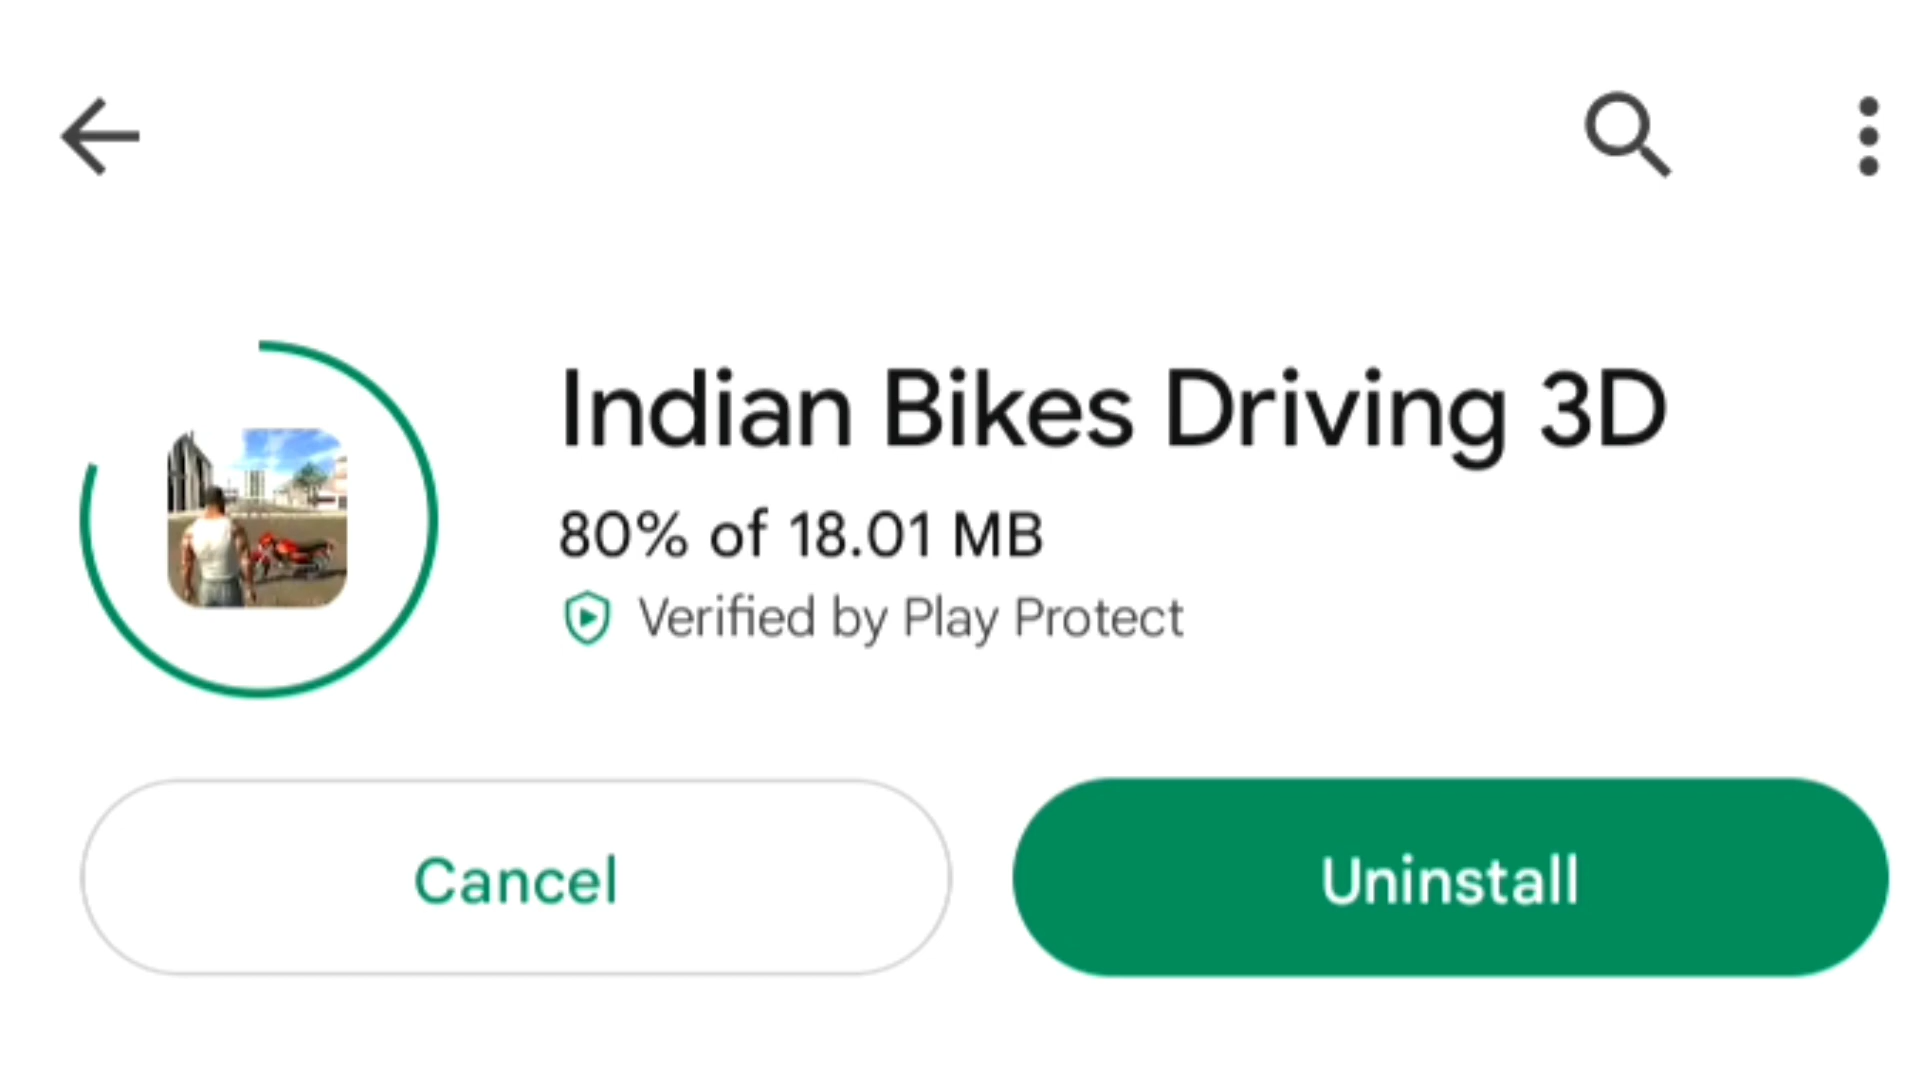 Indian Bikes Driving 3D
80% of 18.01 MB
Verified by Play Protect
Cancel
Uninstall